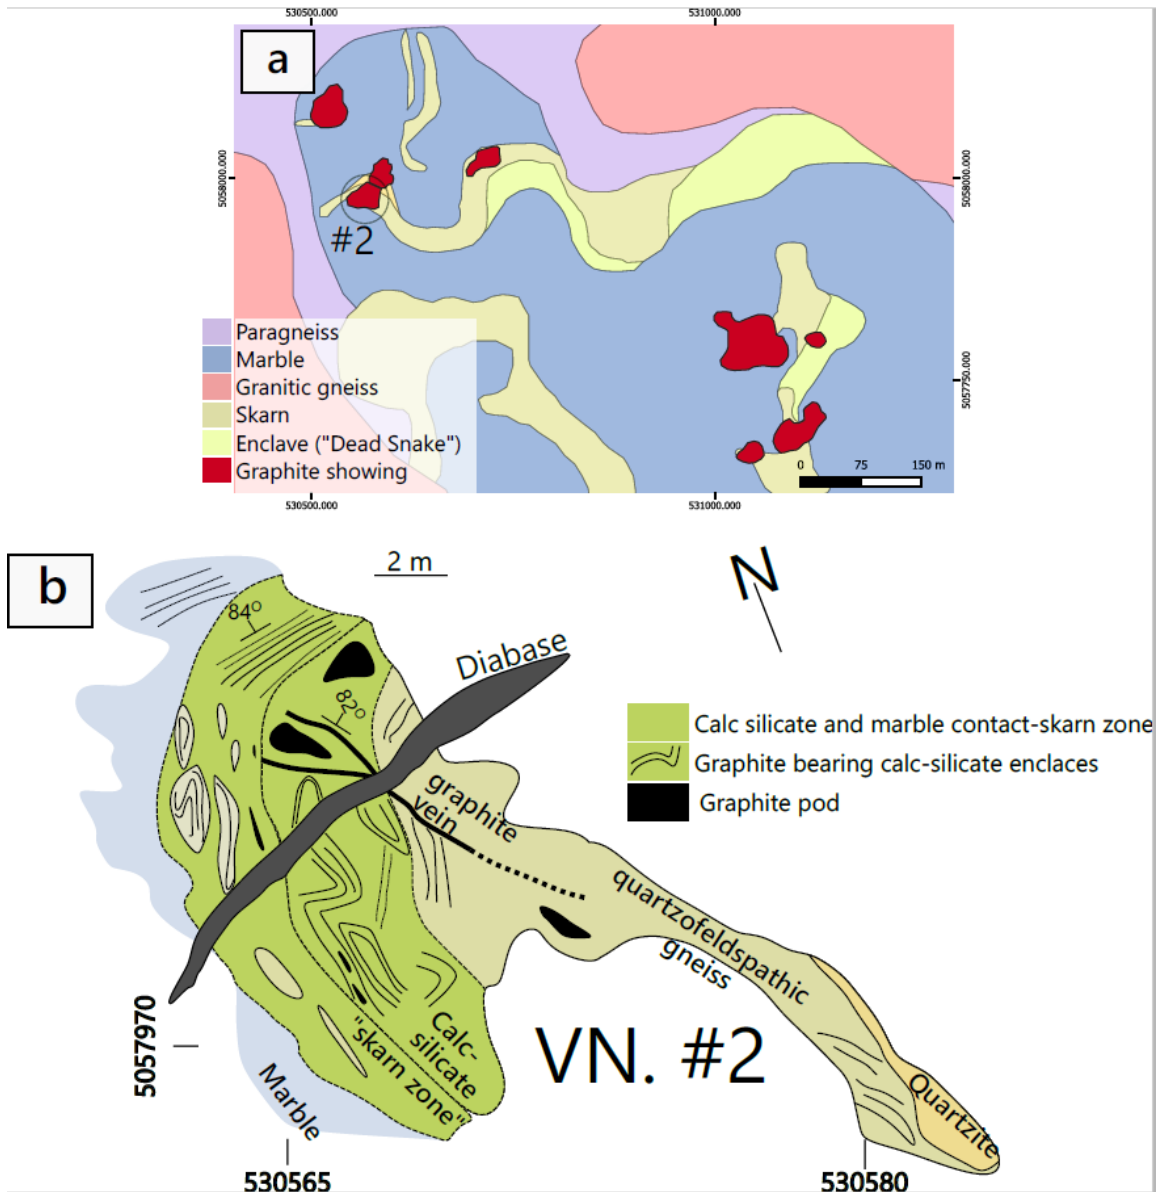 530500.000
531000.000
a
5058000.000
5058000.000
#2
Paragneiss
Marble
Granitic gneiss
Skarn
Enclave ("Dead Snake")
Graphite showing
5057750.000
0 75 150 m
530500.000
531000.000
b
2 m
N
84°
Diabase
82°
Calc silicate and marble contact-skarn zone
Graphite bearing calc-silicate enclaces
Graphite pod
graphite
vein
quartzofeldspathic
gneiss
5057970
VN. #2
Calc-
silicate
"skarn zone"
Marble
Quartzite
530565
530580